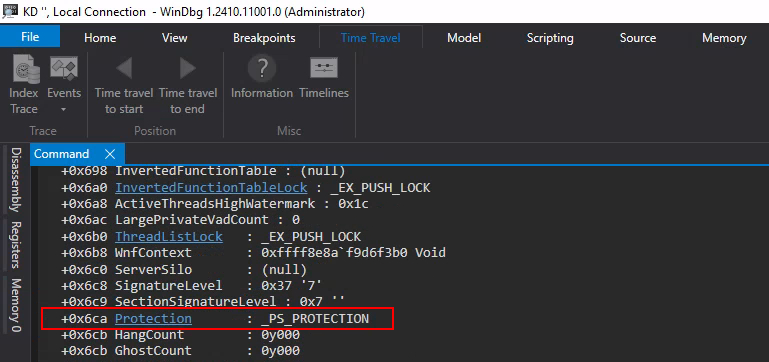 KD '', Local Connection - WinDbg 1.2410.11001.0 (Administrator)
File Home View Breakpoints Time Travel Model Scripting Source Memory
Index Trace
Events
Time travel to start
Time travel to end
Information
Timelines
Trace Position Misc
Disassembly
Registers
Memory 0
Command X
+0x698 InvertedFunctionTable : (null)
+0x6a0 InvertedFunctionTableLock : _EX_PUSH_LOCK
+0x6a8 ActiveThreadsHighWatermark : 0x1c
+0x6ac LargePrivateVadCount : 0
+0x6b0 ThreadListLock : _EX_PUSH_LOCK
+0x6b8 WnfContext : 0xffff8e8a`f9d6f3b0 Void
+0x6c0 ServerSilo : (null)
+0x6c8 SignatureLevel : 0x37 '7'
+0x6c9 SectionSignatureLevel : 0x7 ''
+0x6ca Protection : _PS_PROTECTION
+0x6cb HangCount : 0y000
+0x6cb GhostCount : 0y000